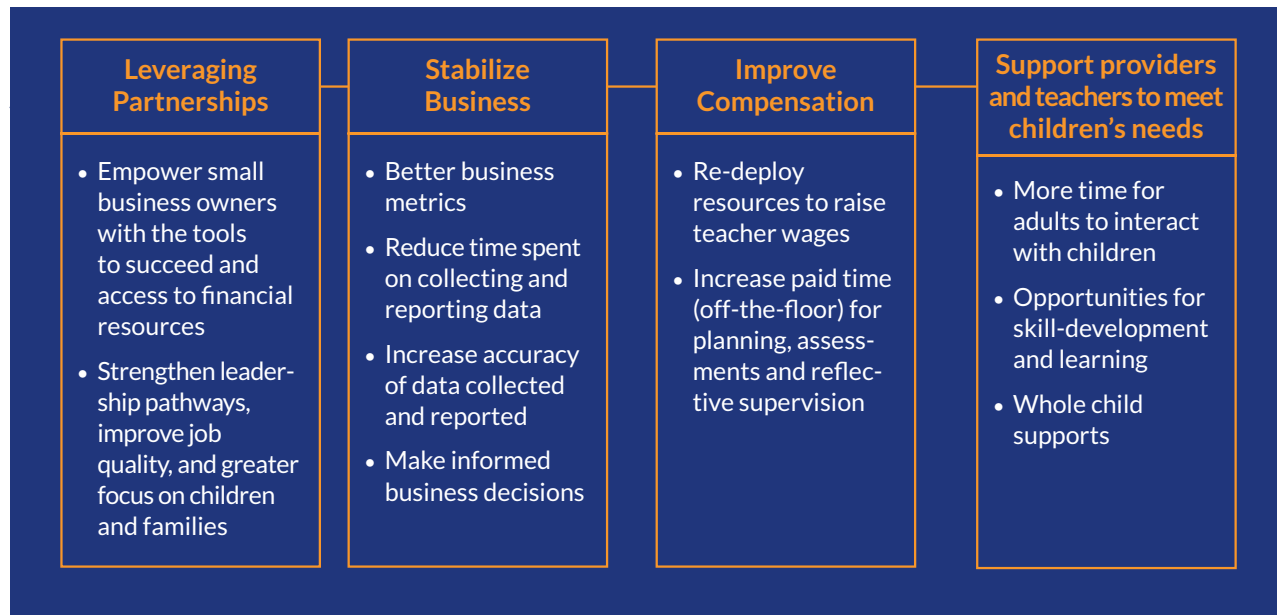 Leveraging
Partnerships
• Empower small
business owners
with the tools
to succeed and
access to financial
resources
• Strengthen leader-
ship pathways,
improve job
quality, and greater
focus on children
and families
Stabilize
Business
• Better business
metrics
• Reduce time spent
on collecting and
reporting data
• Increase accuracy
of data collected
and reported
• Make informed
business decisions
Improve
Compensation
• Re-deploy
resources to raise
teacher wages
• Increase paid time
(off-the-floor) for
planning, assess-
ments and reflec-
tive supervision
Support providers
and teachers to meet
children’s needs
• More time for
adults to interact
with children
• Opportunities for
skill-development
and learning
• Whole child
supports